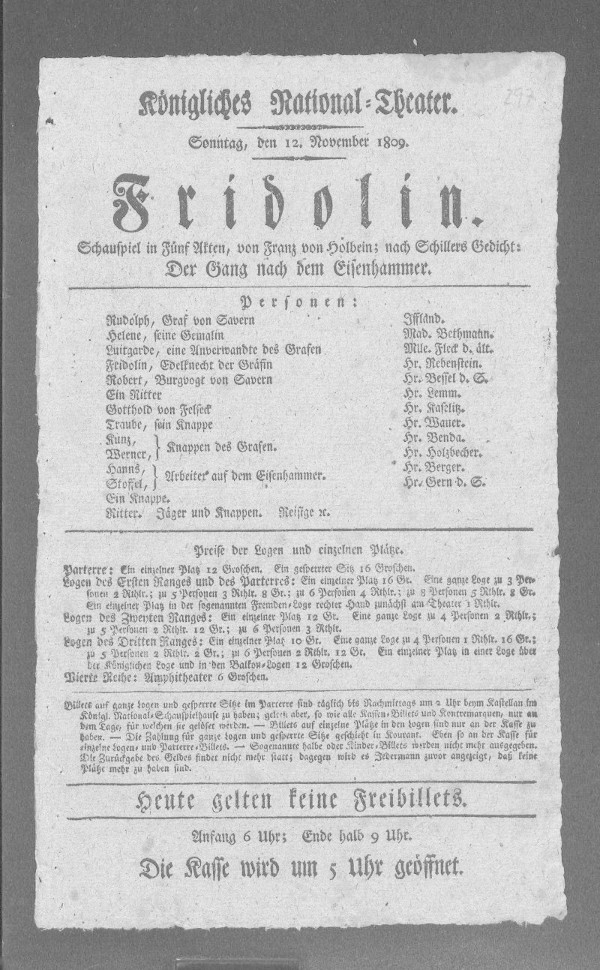 297
Königliches National-Theater.
Sonntag, den 12. November 1809.
Fridolin.
Schauspiel in Fünf Akten, von Franz von Holbein; nach Schillers Gedicht:
Der Gang nach dem Eisenhammer.
Personen:
Rudolph, Graf von Savern Iffland.
Helene, seine Gemalin Mad. Bethmann.
Luitgarde, eine Anverwandte des Grafen Mlle. Fleck d. ält.
Fridolin, Edelknecht der Gräfin Hr. Rebenstein.
Robert, Burgvogt von Savern Hr. Bessel d. S.
Ein Ritter Hr. Lemm.
Gotthold von Felseck Hr. Kaselitz.
Traube, sein Knappe Hr. Wauer.
Kunz, Hr. Benda.
Werner, } Knappen des Grafen. Hr. Holzbecher.
Hanns, Hr. Berger.
Stoffel, } Arbeiter auf dem Eisenhammer. Hr. Gern d. S.
Ein Knappe.
Ritter. Jäger und Knappen. Reisige ꝛc.
Preise der Logen und einzelnen Plätze.
Parterre: Ein einzelner Platz 12 Groschen. Ein gesperrter Sitz 16 Groschen.
Logen des Ersten Ranges und des Parterres: Ein einzelner Platz 16 Gr. Eine ganze Loge zu 3 Per-
sonen 2 Rthlr.; zu 5 Personen 3 Rthlr. 8 Gr.; zu 6 Personen 4 Rthlr.; zu 8 Personen 5 Rthlr. 8 Gr.
Ein einzelner Platz in der sogenannten Fremden-Loge rechter Hand zunächst am Theater 1 Rthlr.
Logen des Zweyten Ranges: Ein einzelner Platz 12 Gr. Eine ganze Loge zu 4 Personen 2 Rthlr.;
zu 5 Personen 2 Rthlr. 12 Gr.; zu 6 Personen 3 Rthlr.
Logen des Dritten Ranges: Ein einzelner Platz 10 Gr. Eine ganze Loge zu 4 Personen 1 Rthlr. 16 Gr.;
zu 5 Personen 2 Rthlr. 2 Gr.; zu 6 Personen 2 Rthlr. 12 Gr. Ein einzelner Platz in einer Loge über
der Königlichen Loge und in den Balkon-Logen 12 Groschen.
Vierte Reihe: Amphitheater 6 Groschen.
Billets auf ganze Logen und gesperrte Sitze im Parterre sind täglich bis Nachmittags um 2 Uhr beym Kastellan im
Königl. National-Schauspielhause zu haben; gelten aber, so wie alle Kassen-Billets und Kontremarquen, nur an
dem Tage, für welchen sie gelöset worden. — Billets auf einzelne Plätze in den Logen sind nur an der Kasse zu
haben. — Die Zahlung für ganze Logen und gesperrte Sitze geschieht in Kourant. Eben so an der Kasse für
einzelne Logen- und Parterre-Billets. — Sogenannte halbe oder Kinder-Billets werden nicht mehr ausgegeben.
Die Zurückgabe des Geldes findet nicht mehr statt; dagegen wird es Jedermann zuvor angezeigt, daß keine
Plätze mehr zu haben sind.
Heute gelten keine Freibillets.
Anfang 6 Uhr; Ende halb 9 Uhr.
Die Kasse wird um 5 Uhr geöffnet.